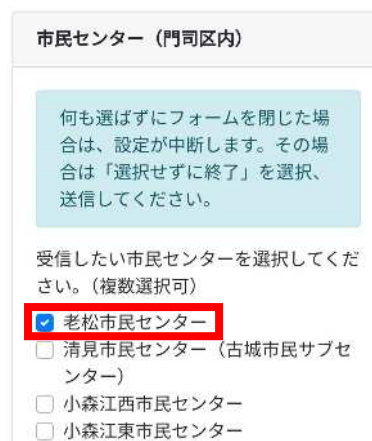 市民センター（門司区内）
何も選ばずにフォームを閉じた場
合は、設定が中断します。その場
合は「選択せずに終了」を選択、
送信してください。
受信したい市民センターを選択してくだ
さい。（複数選択可）
老松市民センター
清見市民センター（古城市民サブセ
ンター）
小森江西市民センター
小森江東市民センター